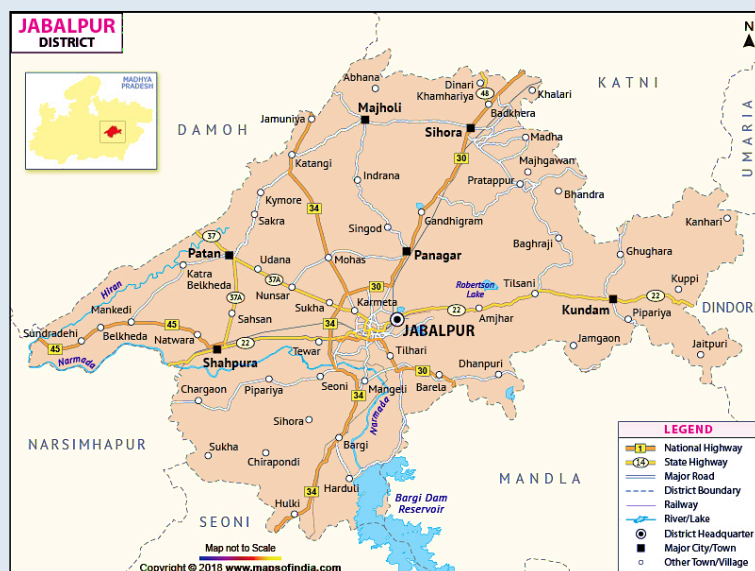 JABALPUR
DISTRICT
N
MADHYA
PRADESH
DAMOH
KATNI
UMARIA
Abhana
Dinari
Khamhariya
48
Khalari
Majholi
Badkhera
Jamuniya
Sihora
Madha
30
Katangi
Majhgawan
Indrana
Pratappur
Bhandra
Kymore
34
Sakra
Gandhigram
Kanhari
Singod
37
Baghraji
Patan
Udana
Mohas
Panagar
Ghughara
Katra
Belkheda
37A
Hiran
Nunsar
30
Robertson
Lake
Tilsani
Kuppi
37A
Sukha
Karmeta
22
Kundam
22
DINDORI
Mankedi
Sahsan
34
JABALPUR
Amjhar
Pipariya
Sundradehi
45
Belkheda
Natwara
22
Tewar
Tilhari
Jamgaon
Jaitpuri
45
Narmada
Shahpura
Dhanpuri
30
Chargaon
Pipariya
Seoni
Mangeli
Barela
34
Narmada
Sihora
NARSIMHAPUR
Sukha
Bargi
Chirapondi
MANDLA
Harduli
34
Hulki
Bargi Dam
Reservoir
SEONI
LEGEND
1 National Highway
14 State Highway
Major Road
District Boundary
Railway
River/Lake
District Headquarter
Major City/Town
Other Town/Village
Map not to Scale
Copyright © 2018 www.mapsofindia.com